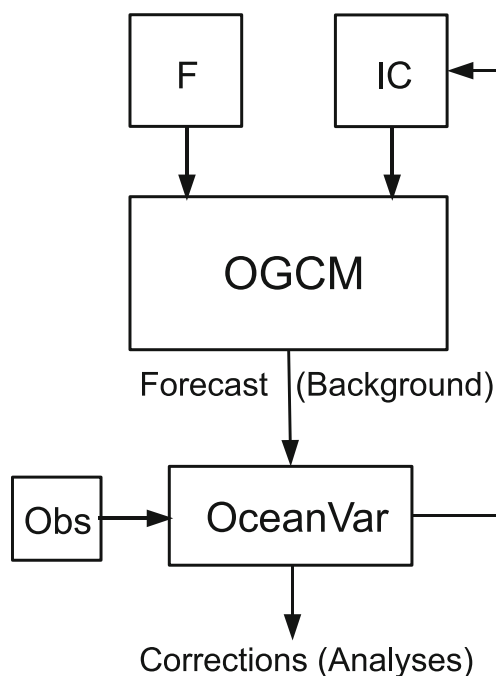 F
IC
OGCM
Forecast (Background)
Obs
OceanVar
Corrections (Analyses)